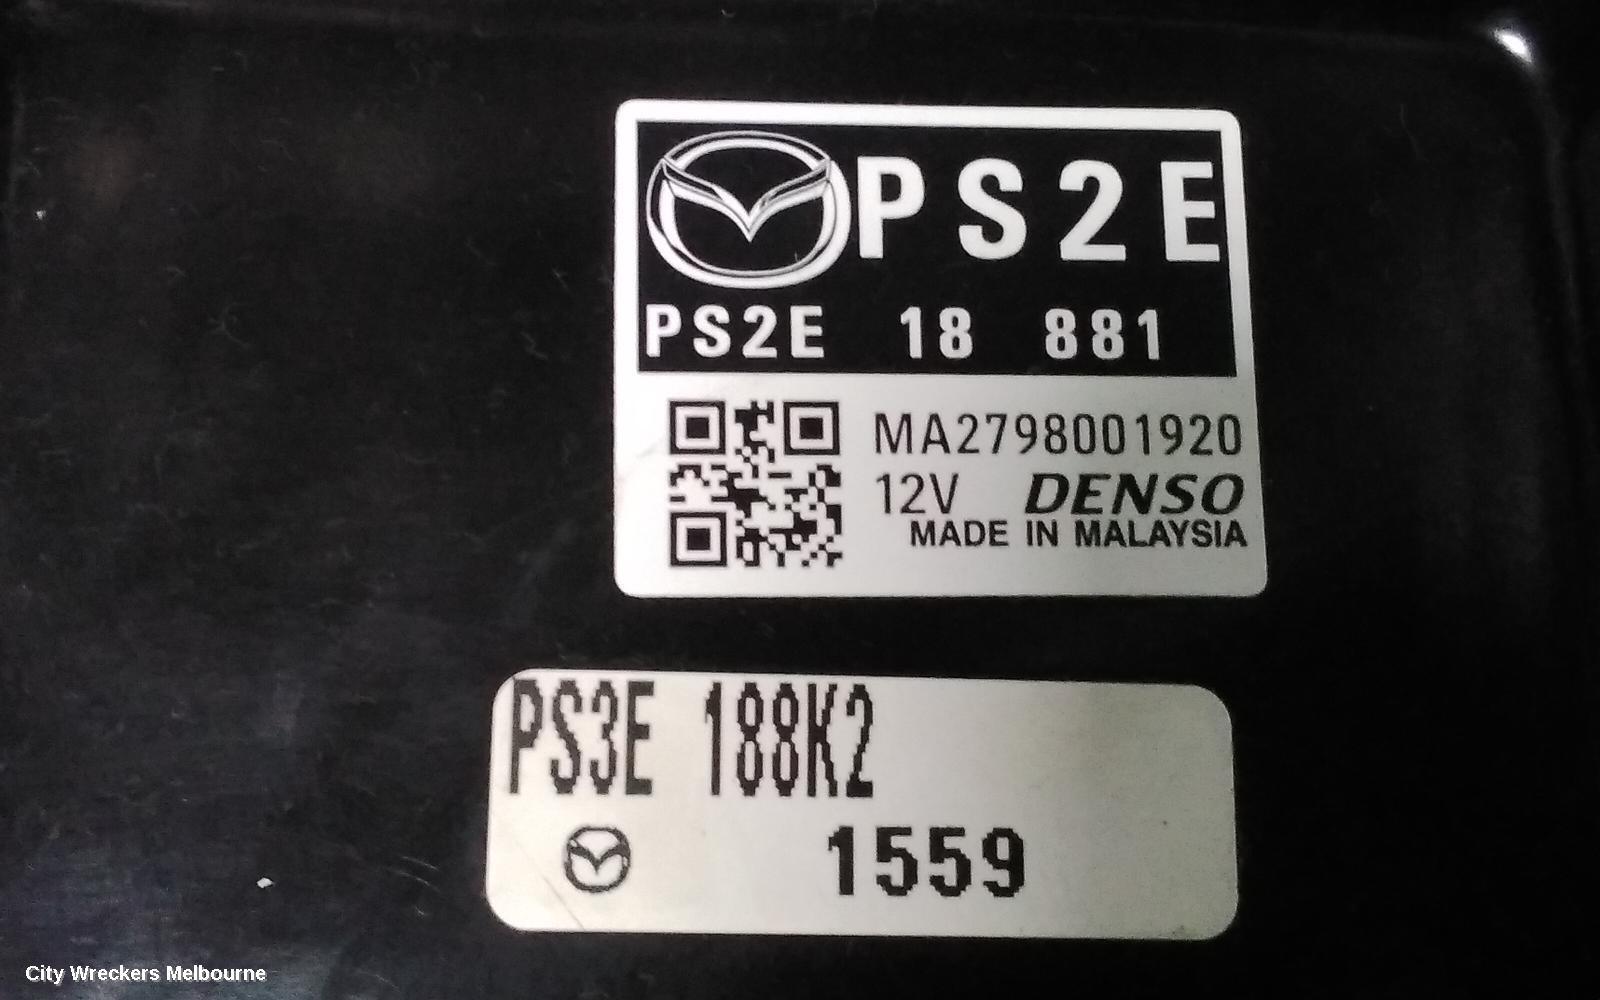 PS2E
PS2E 18 881
MA2798001920
12V DENSO
MADE IN MALAYSIA
PS3E 188K2
1559
City Wreckers Melbourne